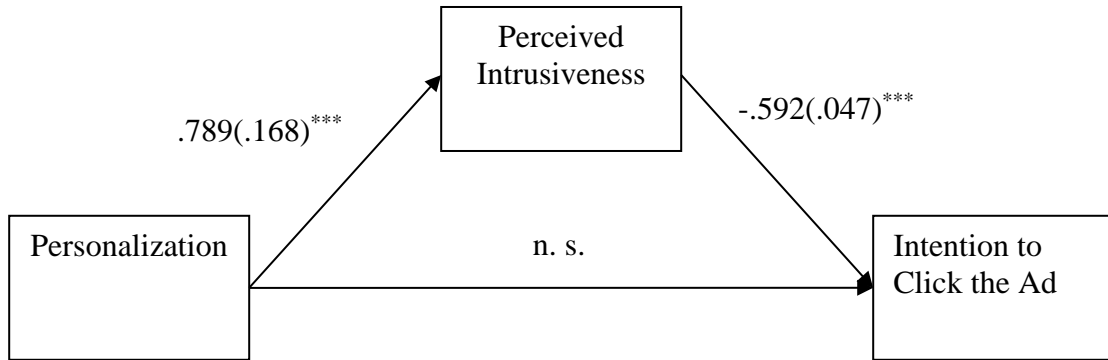 Perceived
Intrusiveness
.789(.168)***
-.592(.047)***
Personalization
n. s.
Intention to
Click the Ad